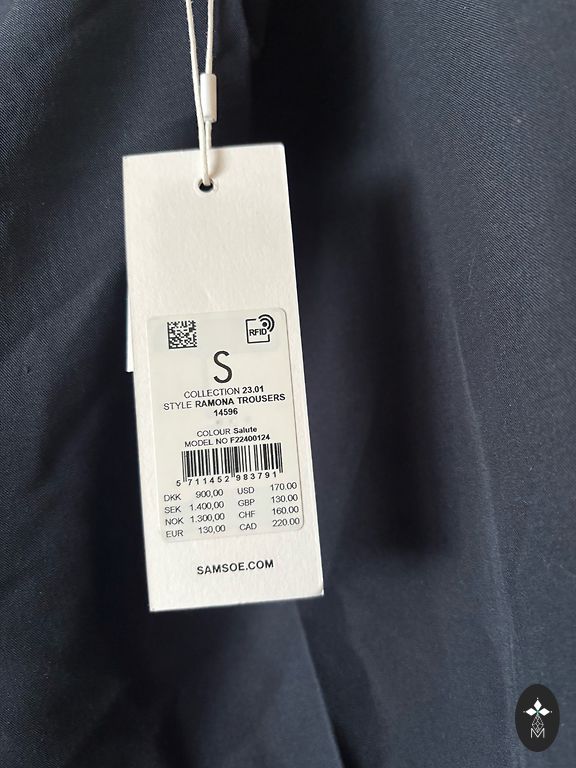 RFID
S
COLLECTION 23.01
STYLE RAMONA TROUSERS
14596
COLOUR Salute
MODEL NO F22400124
5 711452 983791
DKK 900,00 USD 170.00
SEK 1.400,00 GBP 130.00
NOK 1.300,00 CHF 160.00
EUR 130,00 CAD 220.00
SAMSOE.COM
M